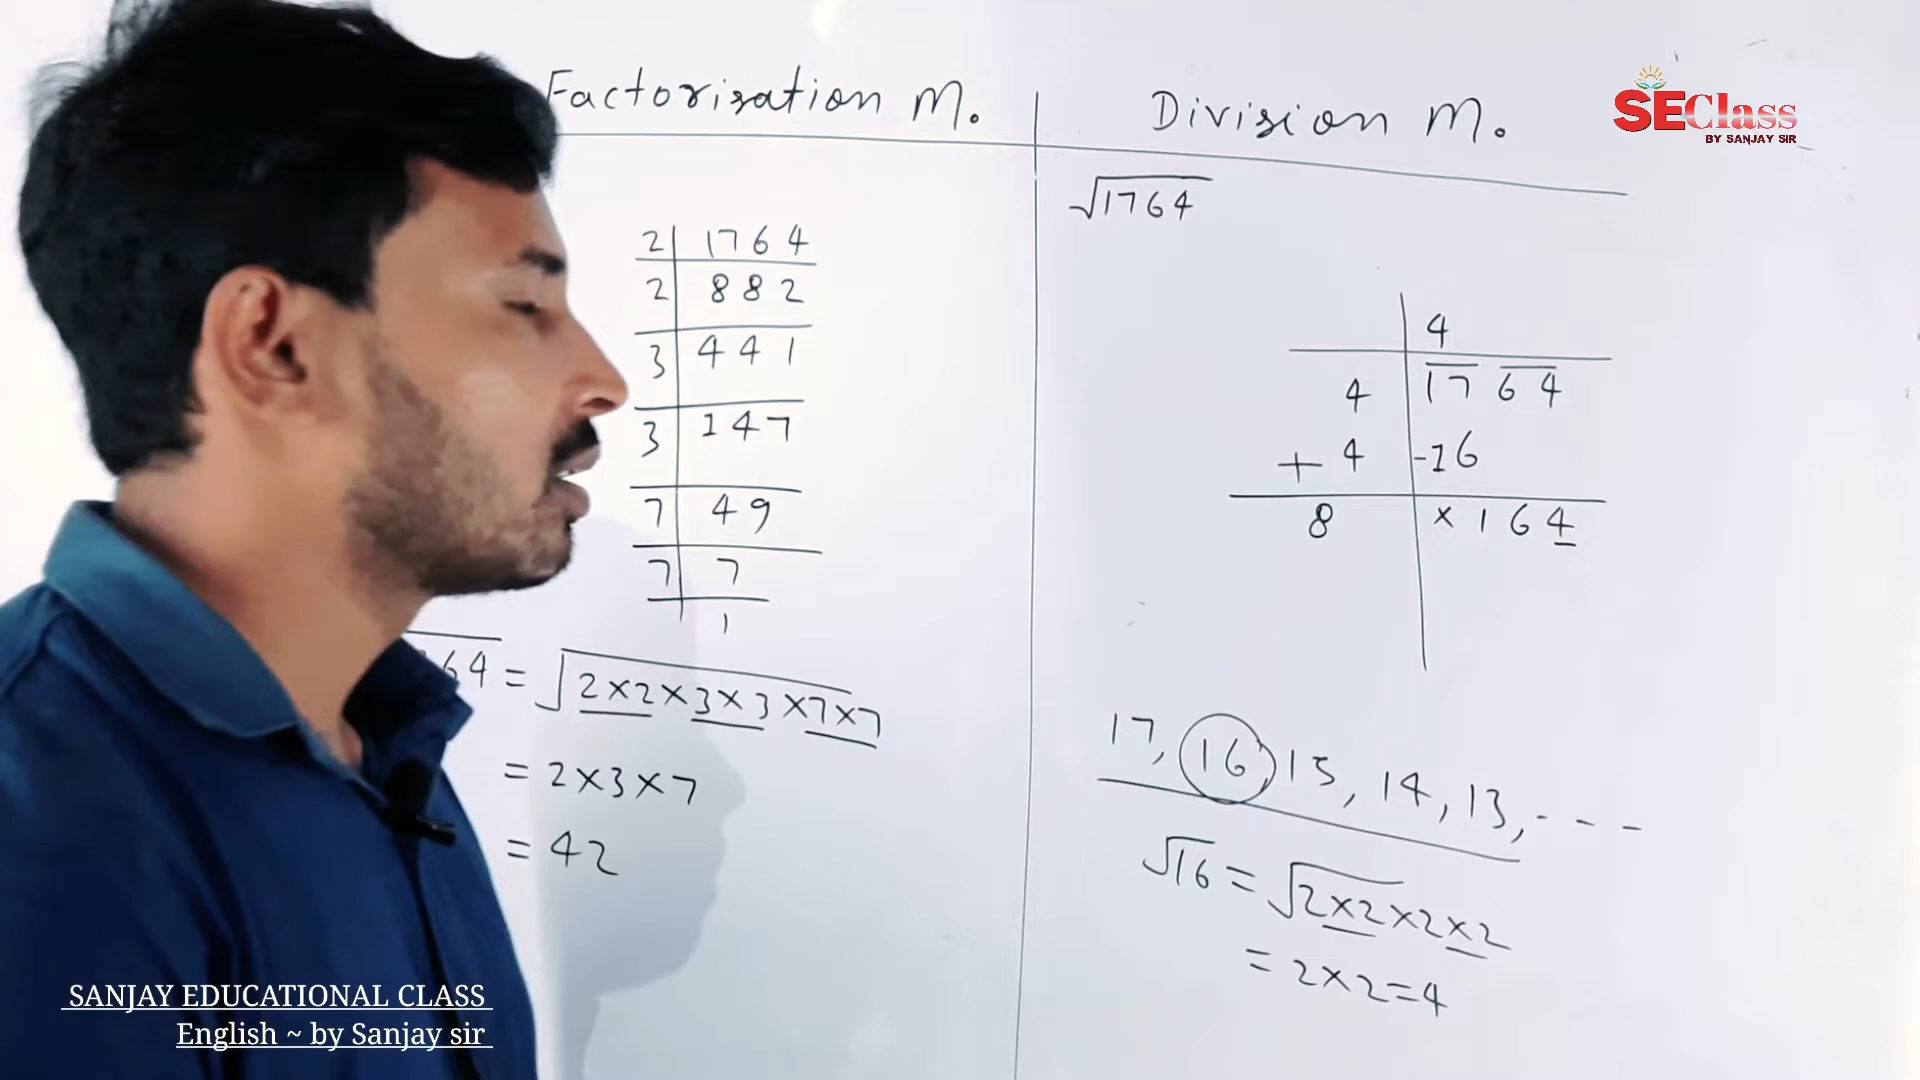 Factorization M.
2 | 1764
2 | 882
3 | 441
3 | 147
7 | 49
7 | 7
1
64 = √2×2×3×3×7×7
= 2×3×7
= 42
Division M.
√1764
4
4 | 17 64
+ 4 | -16
8 | × 164
17, 16, 15, 14, 13, - - -
√16 = √2×2×2×2
= 2×2=4
SEClass
BY SANJAY SIR
SANJAY EDUCATIONAL CLASS
English ~ by Sanjay sir